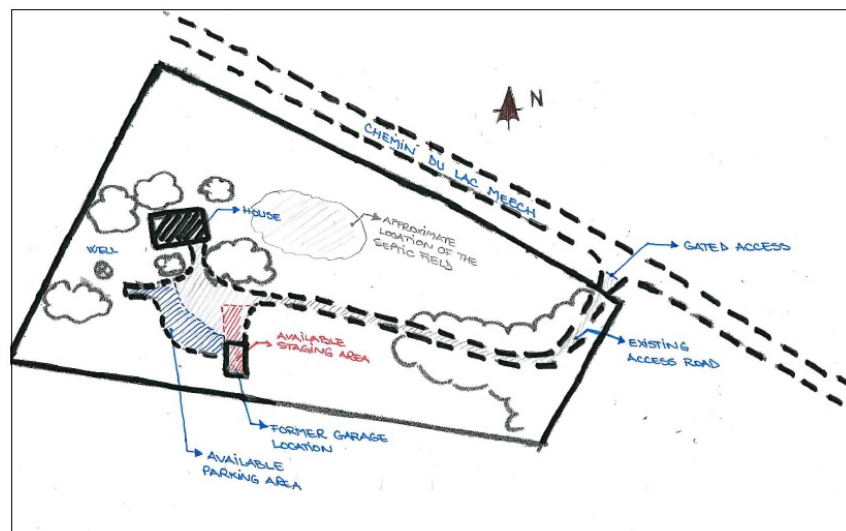 N
CHEMIN DU LAC MEECH
HOUSE
APPROXIMATE
LOCATION OF THE
SEPTIC FIELD
GATED ACCESS
WELL
AVAILABLE
STAGING AREA
EXISTING
ACCESS ROAD
FORMER GARAGE
LOCATION
AVAILABLE
PARKING AREA